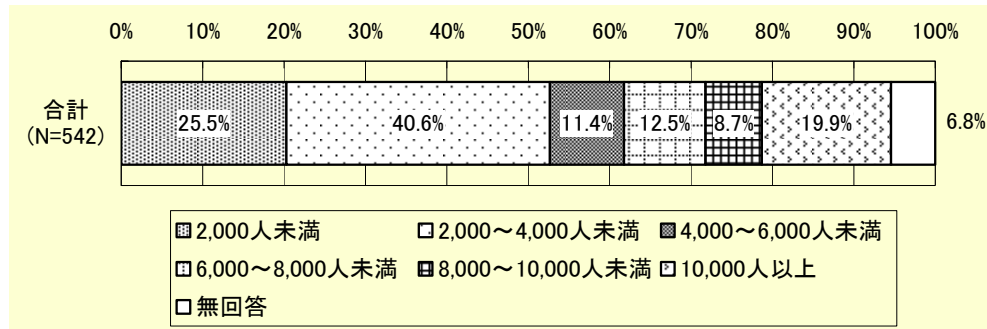 0% 10% 20% 30% 40% 50% 60% 70% 80% 90% 100%
合計
(N=542)
25.5% 40.6% 11.4% 12.5% 8.7% 19.9% 6.8%
2,000人未満 2,000～4,000人未満 4,000～6,000人未満
6,000～8,000人未満 8,000～10,000人未満 10,000人以上
無回答